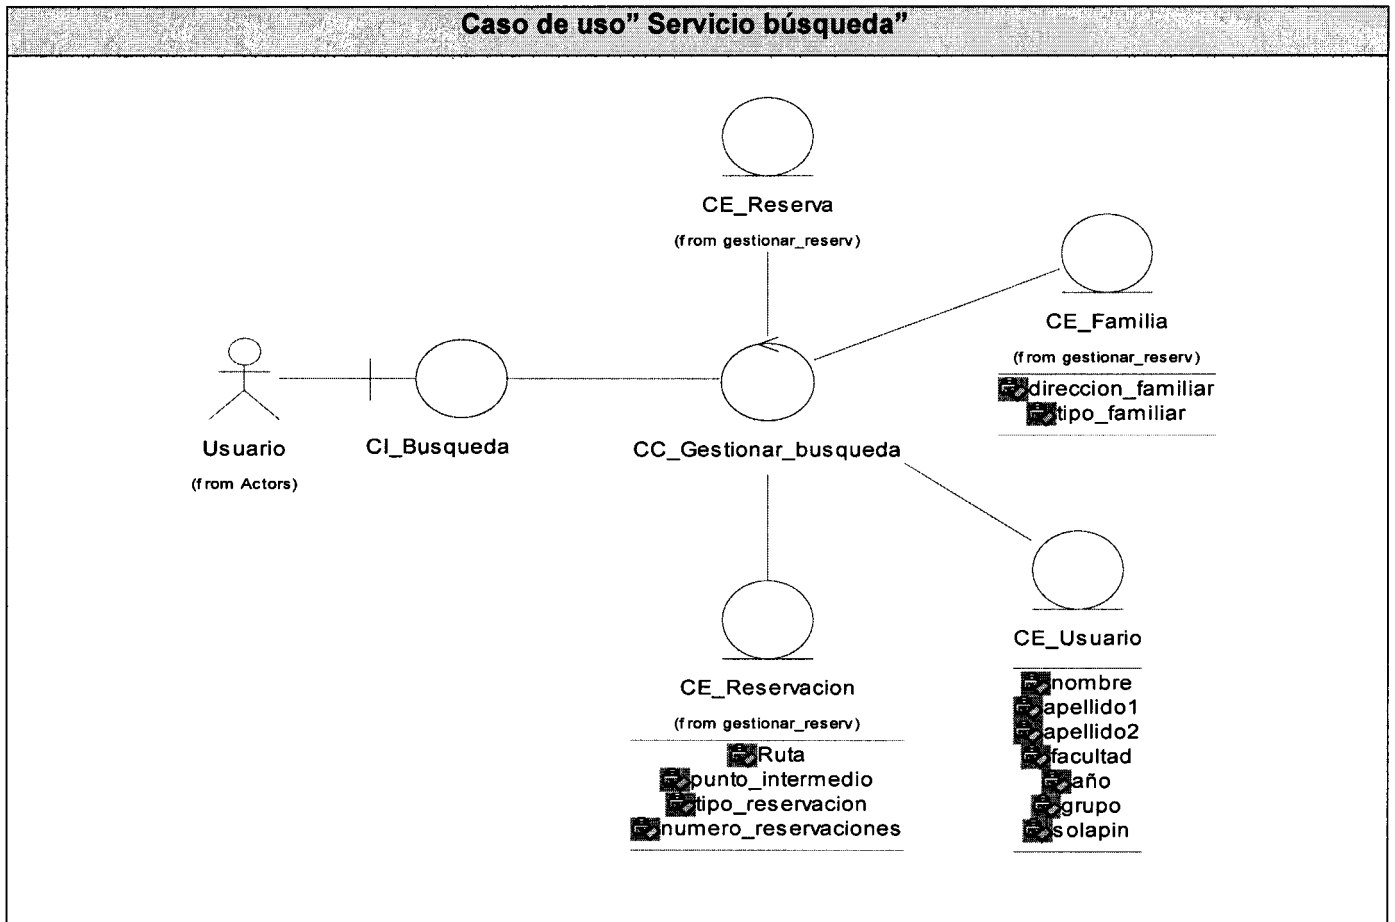 Caso de uso” Servicio búsqueda”
CE_Reserva
(from gestionar_reserv)
CE_Familia
(from gestionar_reserv)
direccion_familiar
tipo_familiar
Usuario
(from Actors)
CI_Busqueda
CC_Gestionar_busqueda
CE_Reservacion
(from gestionar_reserv)
Ruta
punto_intermedio
tipo_reservacion
numero_reservaciones
CE_Usuario
nombre
apellido1
apellido2
facultad
año
grupo
solapin